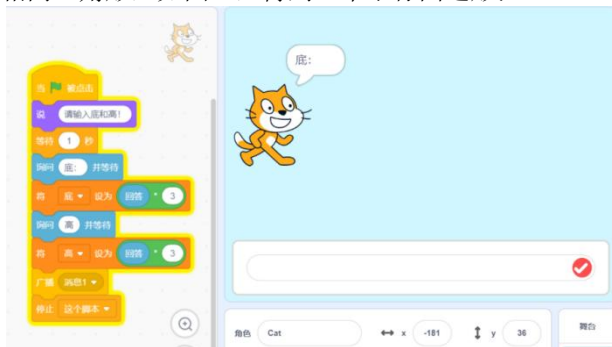 当 被点击
说 请输入底和高！
等待 1 秒
询问 底： 并等待
将 底 设为 回答 * 3
询问 高 并等待
将 高 设为 回答 * 3
广播 消息1
停止 这个脚本
底：
角色 Cat x -181 y 36
舞台